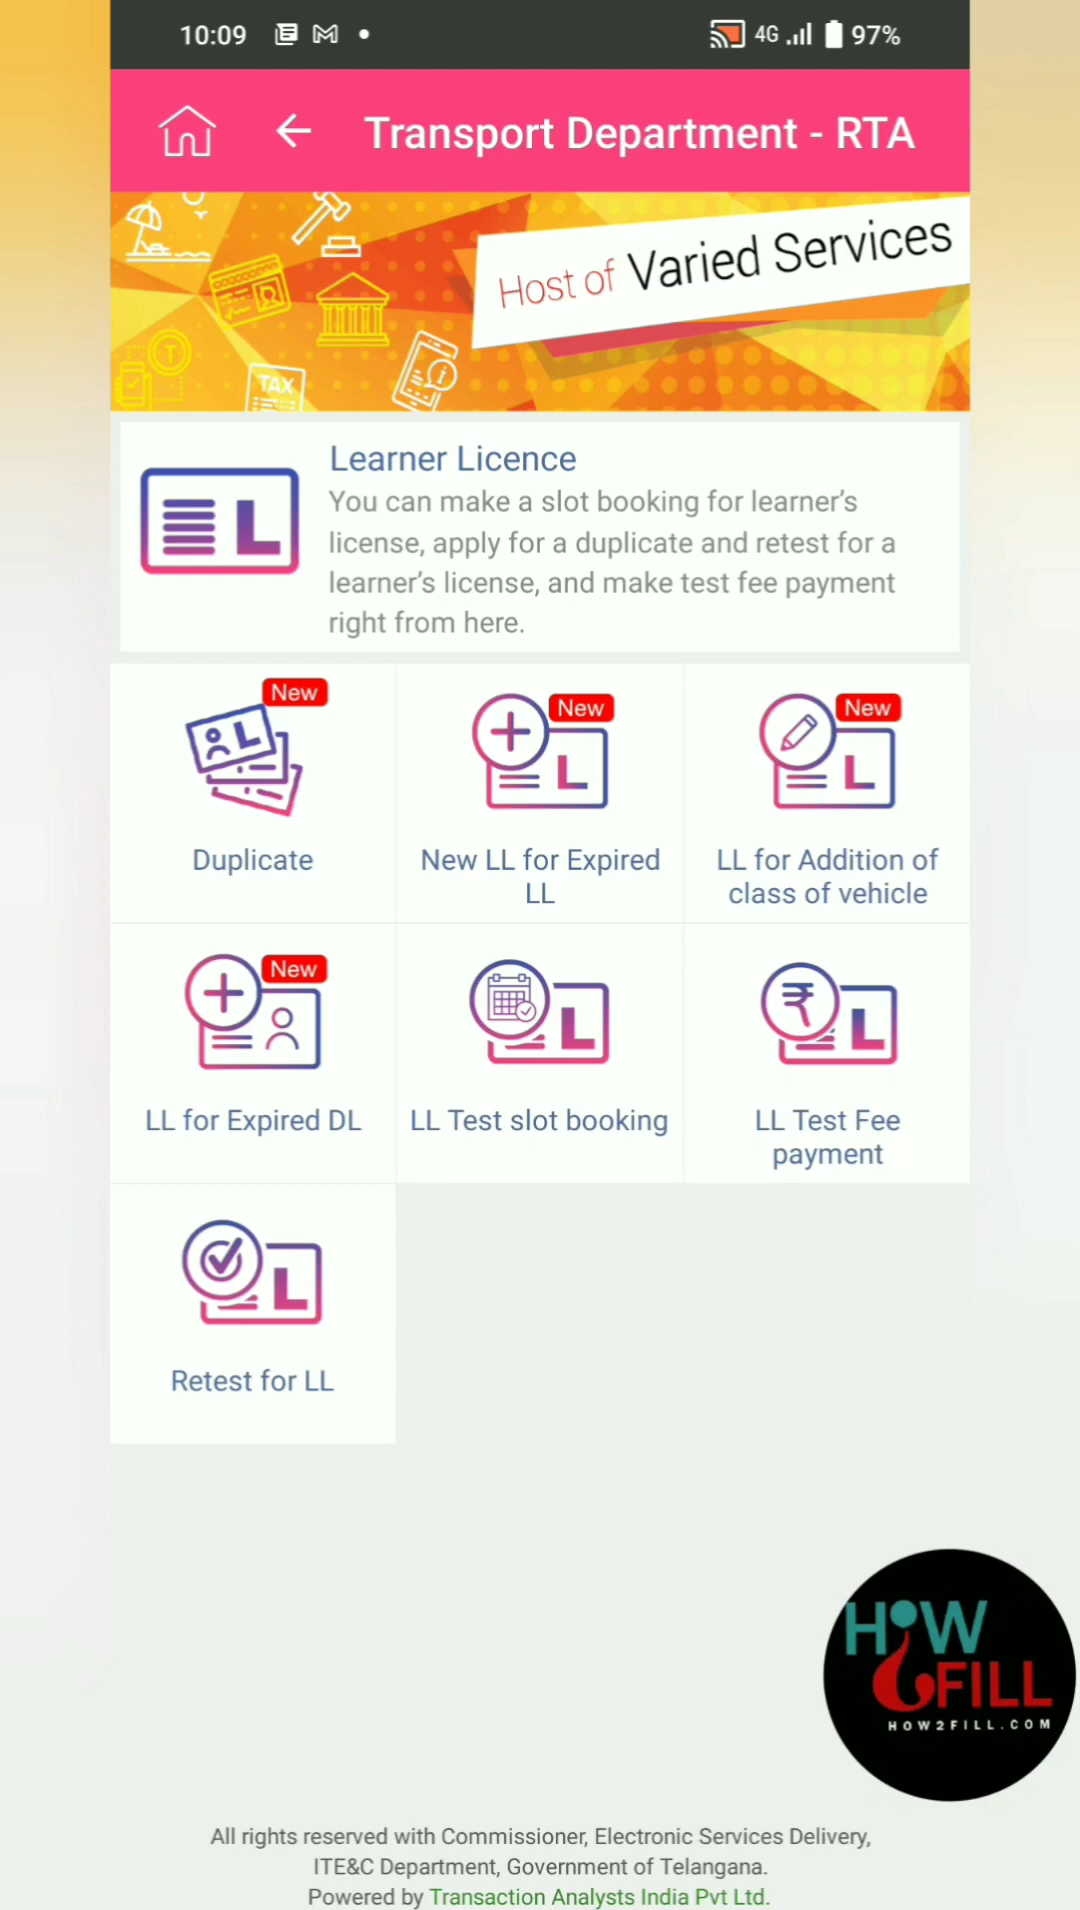 10:09 4G 97%
Transport Department - RTA
Host of Varied Services
TAX
Learner Licence
You can make a slot booking for learner’s
license, apply for a duplicate and retest for a
learner’s license, and make test fee payment
right from here.
New
L
Duplicate
New
L
New LL for Expired
LL
New
L
LL for Addition of
class of vehicle
New
LL for Expired DL
L
LL Test slot booking
₹
L
LL Test Fee
payment
L
Retest for LL
HOW
2FILL
HOW2FILL.COM
All rights reserved with Commissioner, Electronic Services Delivery,
ITE&C Department, Government of Telangana.
Powered by Transaction Analysts India Pvt Ltd.